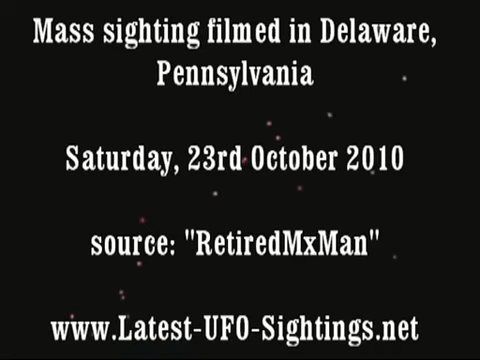 Mass sighting filmed in Delaware,
Pennsylvania
Saturday, 23rd October 2010
source: "RetiredMxMan"
www.Latest-UFO-Sightings.net